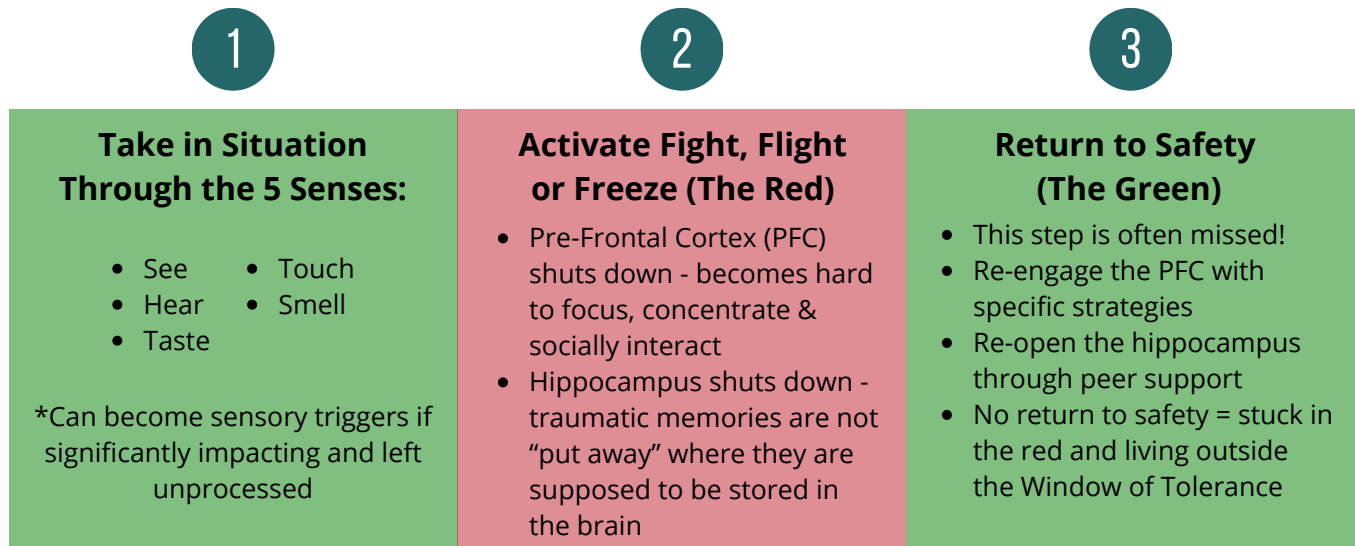 1
Take in Situation
Through the 5 Senses:
• See
• Hear
• Taste
• Touch
• Smell
*Can become sensory triggers if
significantly impacting and left
unprocessed
2
Activate Fight, Flight
or Freeze (The Red)
• Pre-Frontal Cortex (PFC)
shuts down - becomes hard
to focus, concentrate &
socially interact
• Hippocampus shuts down -
traumatic memories are not
“put away” where they are
supposed to be stored in
the brain
3
Return to Safety
(The Green)
• This step is often missed!
• Re-engage the PFC with
specific strategies
• Re-open the hippocampus
through peer support
• No return to safety = stuck in
the red and living outside
the Window of Tolerance